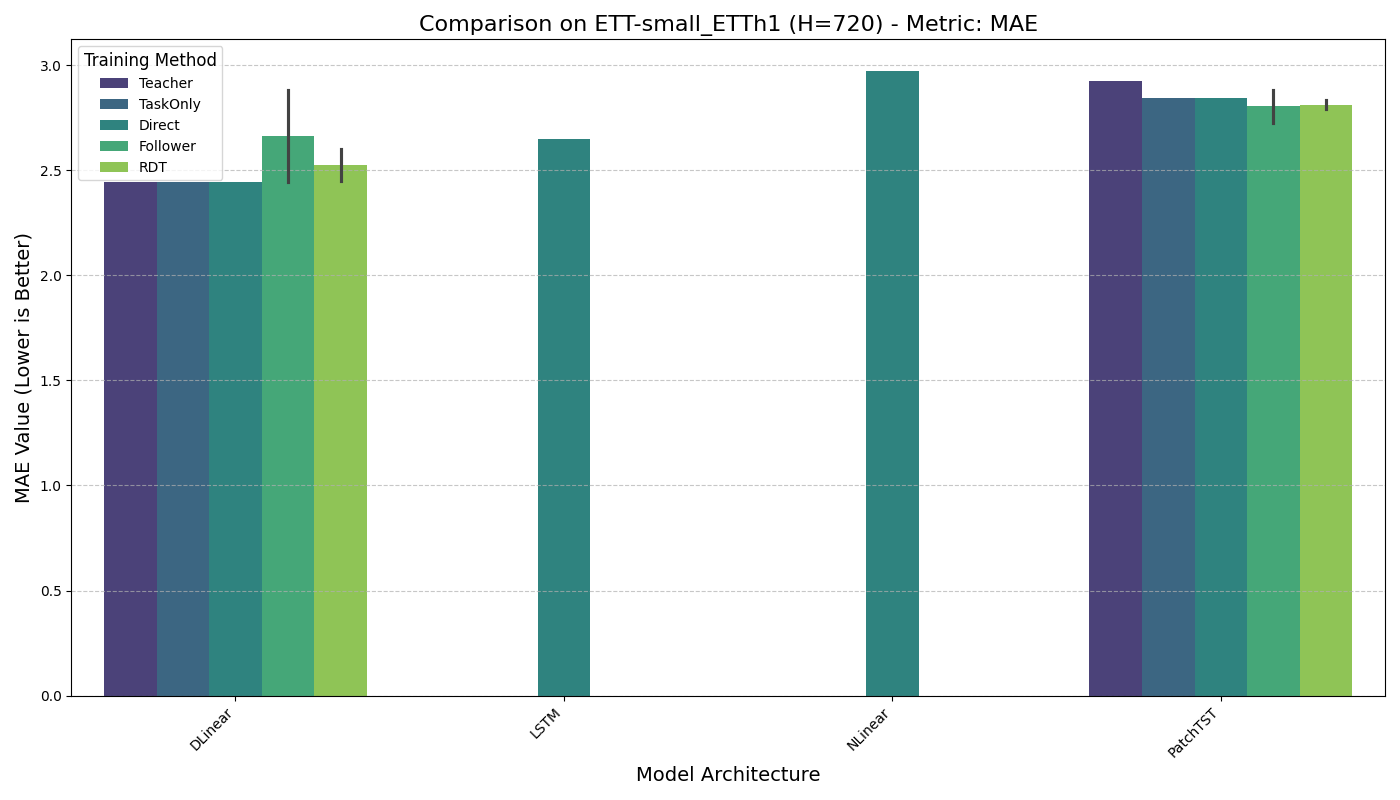 Comparison on ETT-small_ETTh1 (H=720) - Metric: MAE
Training Method
Teacher
TaskOnly
Direct
Follower
RDT
MAE Value (Lower is Better)
3.0
2.5
2.0
1.5
1.0
0.5
0.0
DLinear
LSTM
NLinear
PatchTST
Model Architecture